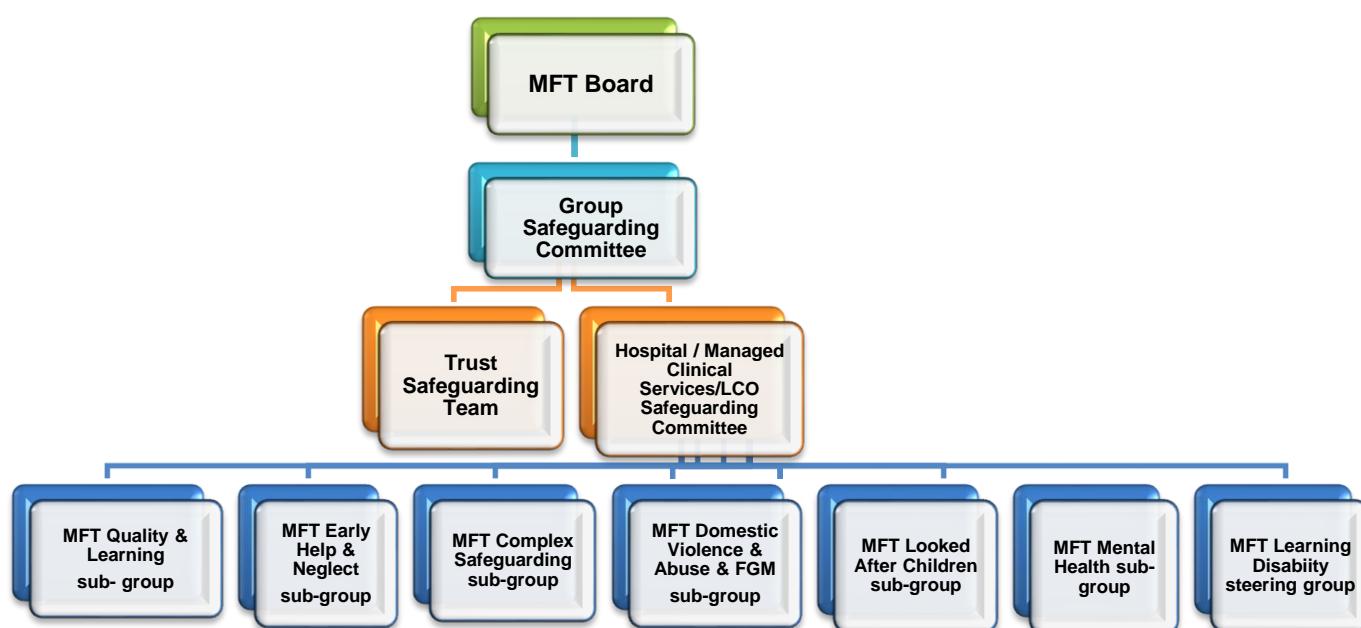 MFT Board
Group
Safeguarding
Committee
Trust
Safeguarding
Team
Hospital / Managed
Clinical
Services/LCO
Safeguarding
Committee
MFT Quality &
Learning
sub- group
MFT Early
Help &
Neglect
sub-group
MFT Complex
Safeguarding
sub-group
MFT Domestic
Violence &
Abuse & FGM
sub-group
MFT Looked
After Children
sub-group
MFT Mental
Health sub-
group
MFT Learning
Disabiity
steering group